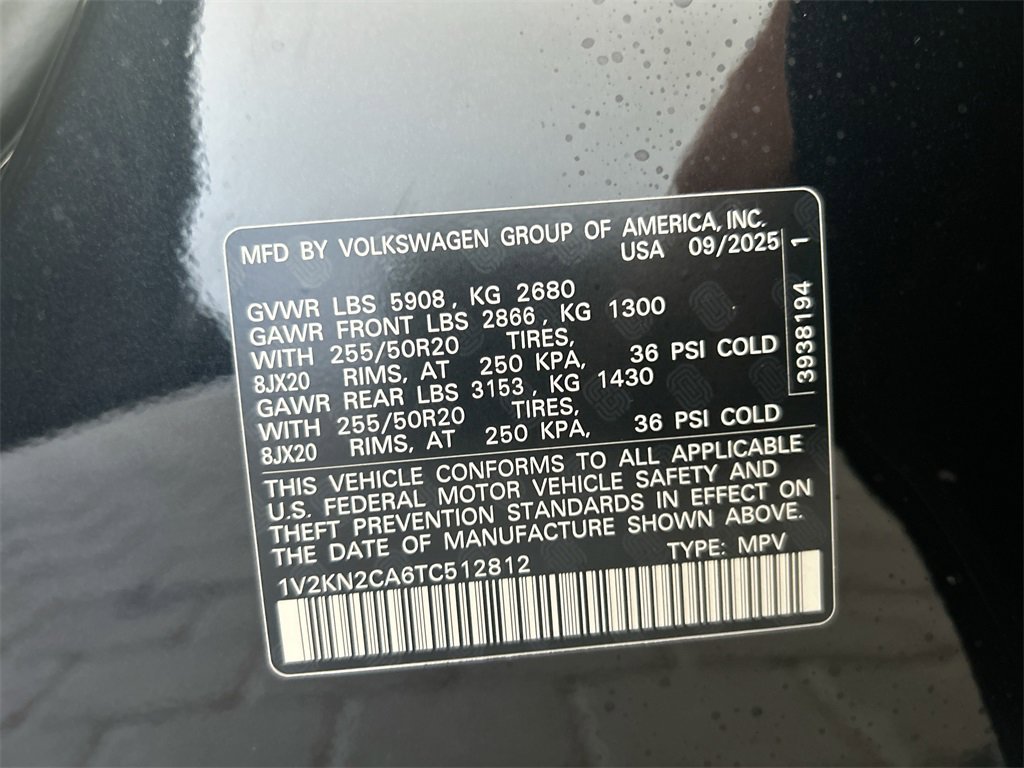 MFD BY VOLKSWAGEN GROUP OF AMERICA, INC.
USA 09/2025
GVWR LBS 5908, KG 2680
GAWR FRONT LBS 2866, KG 1300
WITH 255/50R20 TIRES,
8JX20 RIMS, AT 250 KPA, 36 PSI COLD
GAWR REAR LBS 3153, KG 1430
WITH 255/50R20 TIRES,
8JX20 RIMS, AT 250 KPA, 36 PSI COLD
3938194 1
THIS VEHICLE CONFORMS TO ALL APPLICABLE
U.S. FEDERAL MOTOR VEHICLE SAFETY AND
THEFT PREVENTION STANDARDS IN EFFECT ON
THE DATE OF MANUFACTURE SHOWN ABOVE.
1V2KN2CA6TC512812 TYPE: MPV